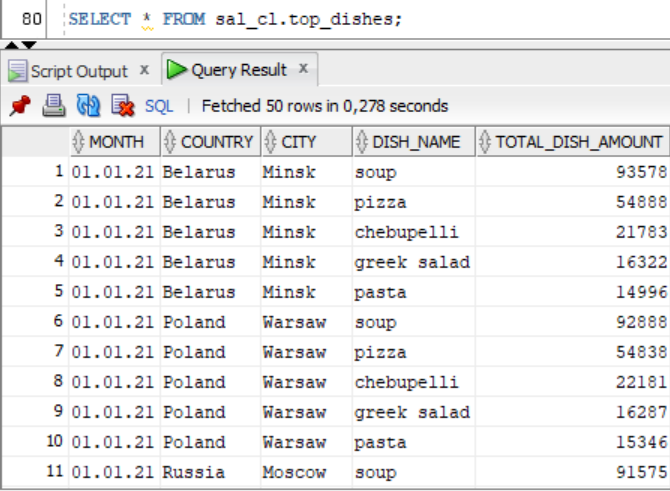 80 SELECT * FROM sal_cl.top_dishes;
Script Output x Query Result x
SQL | Fetched 50 rows in 0,278 seconds
MONTH COUNTRY CITY DISH_NAME TOTAL_DISH_AMOUNT
1 01.01.21 Belarus Minsk soup 93578
2 01.01.21 Belarus Minsk pizza 54888
3 01.01.21 Belarus Minsk chebupelli 21783
4 01.01.21 Belarus Minsk greek salad 16322
5 01.01.21 Belarus Minsk pasta 14996
6 01.01.21 Poland Warsaw soup 92888
7 01.01.21 Poland Warsaw pizza 54838
8 01.01.21 Poland Warsaw chebupelli 22181
9 01.01.21 Poland Warsaw greek salad 16287
10 01.01.21 Poland Warsaw pasta 15346
11 01.01.21 Russia Moscow soup 91575